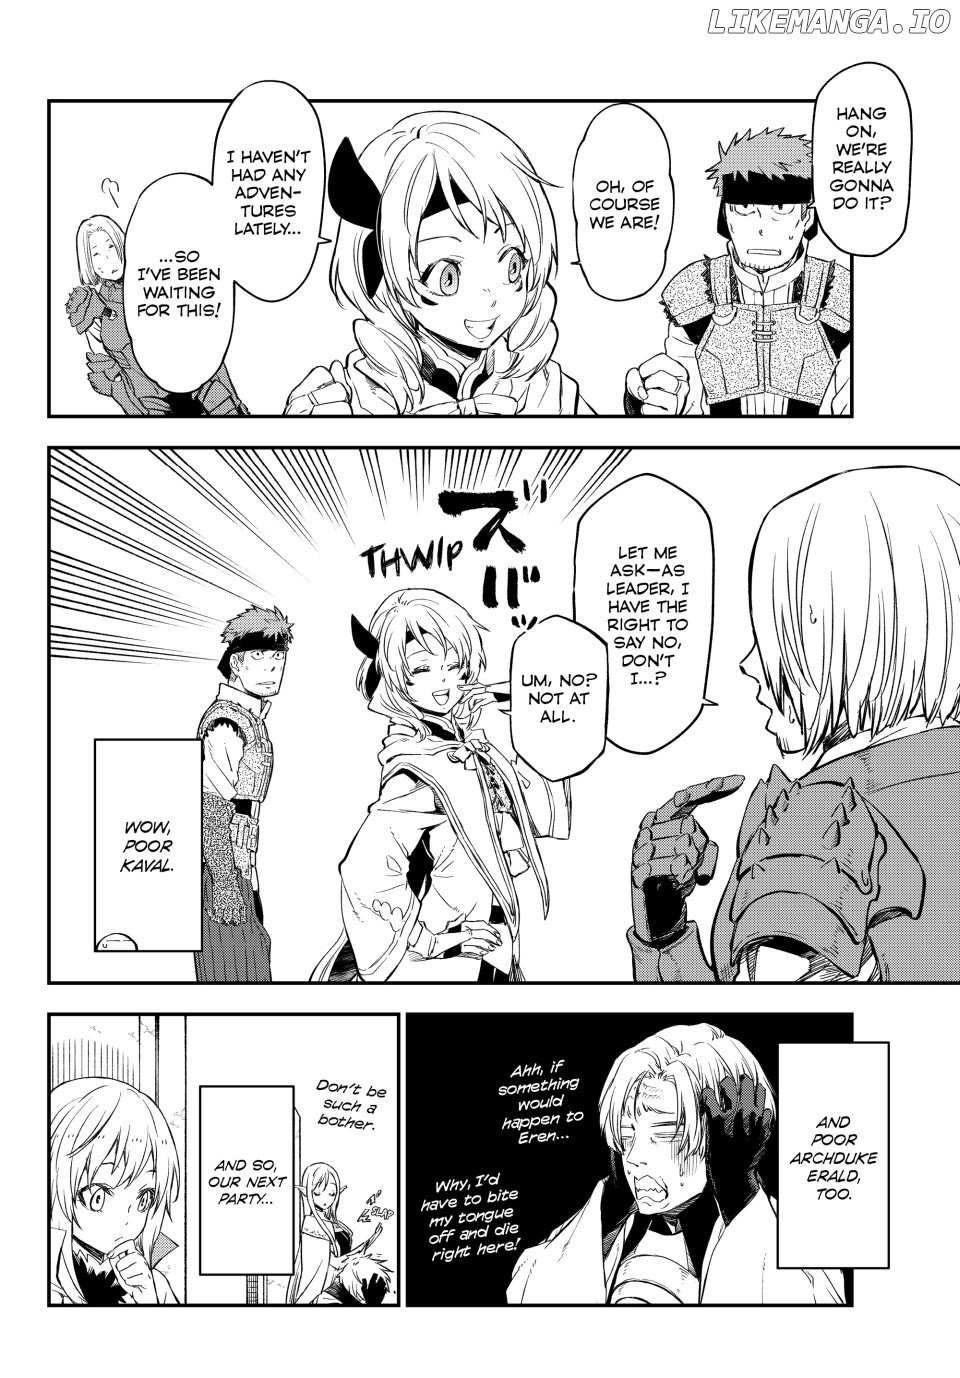 LIKEMANGA.IO
HANG
ON,
WE'RE
REALLY
GONNA
DO IT?
OH, OF
COURSE
WE ARE!
I HAVEN'T
HAD ANY
ADVEN-
TURES
LATELY...
...SO
I'VE BEEN
WAITING
FOR THIS!
LET ME
ASK—AS
LEADER, I
HAVE THE
RIGHT TO
SAY NO,
DON'T
I...?
ズバッ
THWIP
UM, NO?
NOT AT
ALL.
WOW,
POOR
KAVAL.
AND
POOR
ARCHDUKE
ERALD,
TOO.
Ahh, if
something
would
happen to
Eren...
Why, I'd
have to bite
my tongue
off and die
right here!
Don't be
such a
bother.
AND SO,
OUR NEXT
PARTY...
SLAP